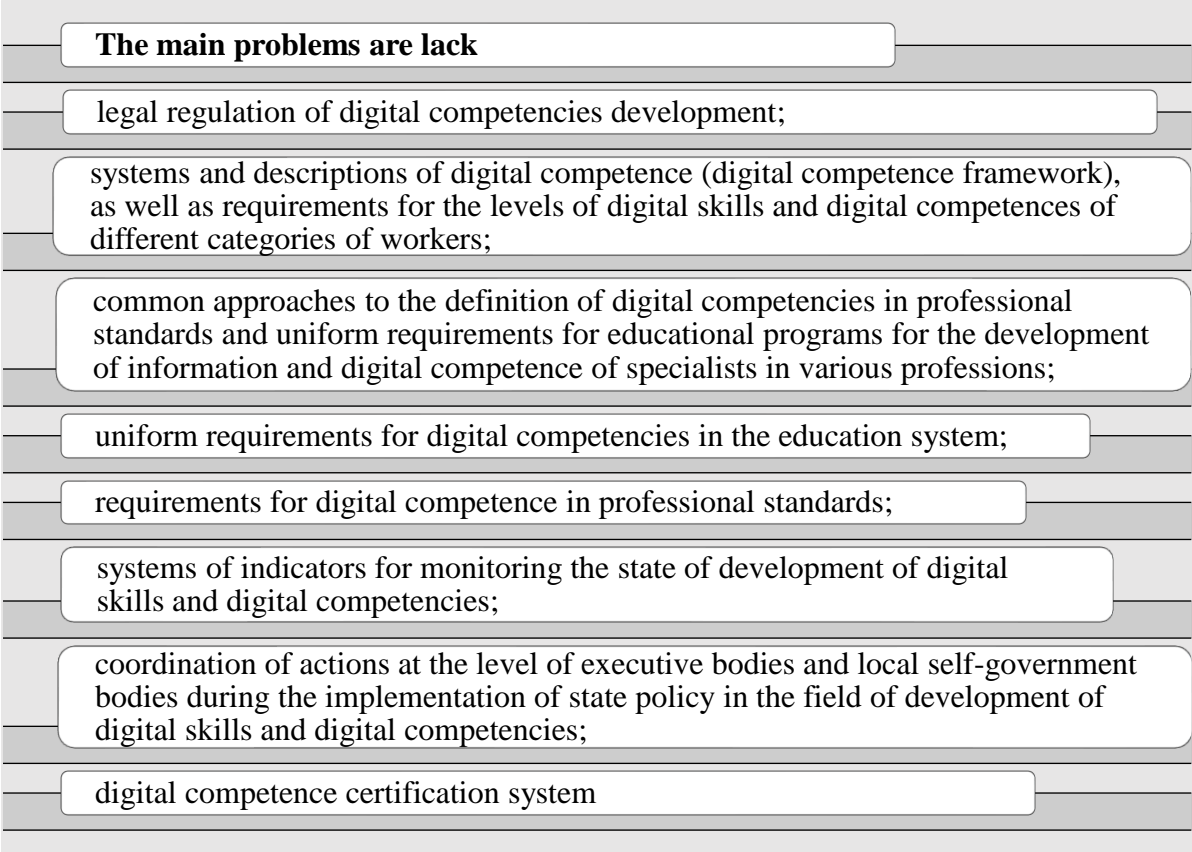 The main problems are lack
legal regulation of digital competencies development;
systems and descriptions of digital competence (digital competence framework),
as well as requirements for the levels of digital skills and digital competences of
different categories of workers;
common approaches to the definition of digital competencies in professional
standards and uniform requirements for educational programs for the development
of information and digital competence of specialists in various professions;
uniform requirements for digital competencies in the education system;
requirements for digital competence in professional standards;
systems of indicators for monitoring the state of development of digital
skills and digital competencies;
coordination of actions at the level of executive bodies and local self-government
bodies during the implementation of state policy in the field of development of
digital skills and digital competencies;
digital competence certification system